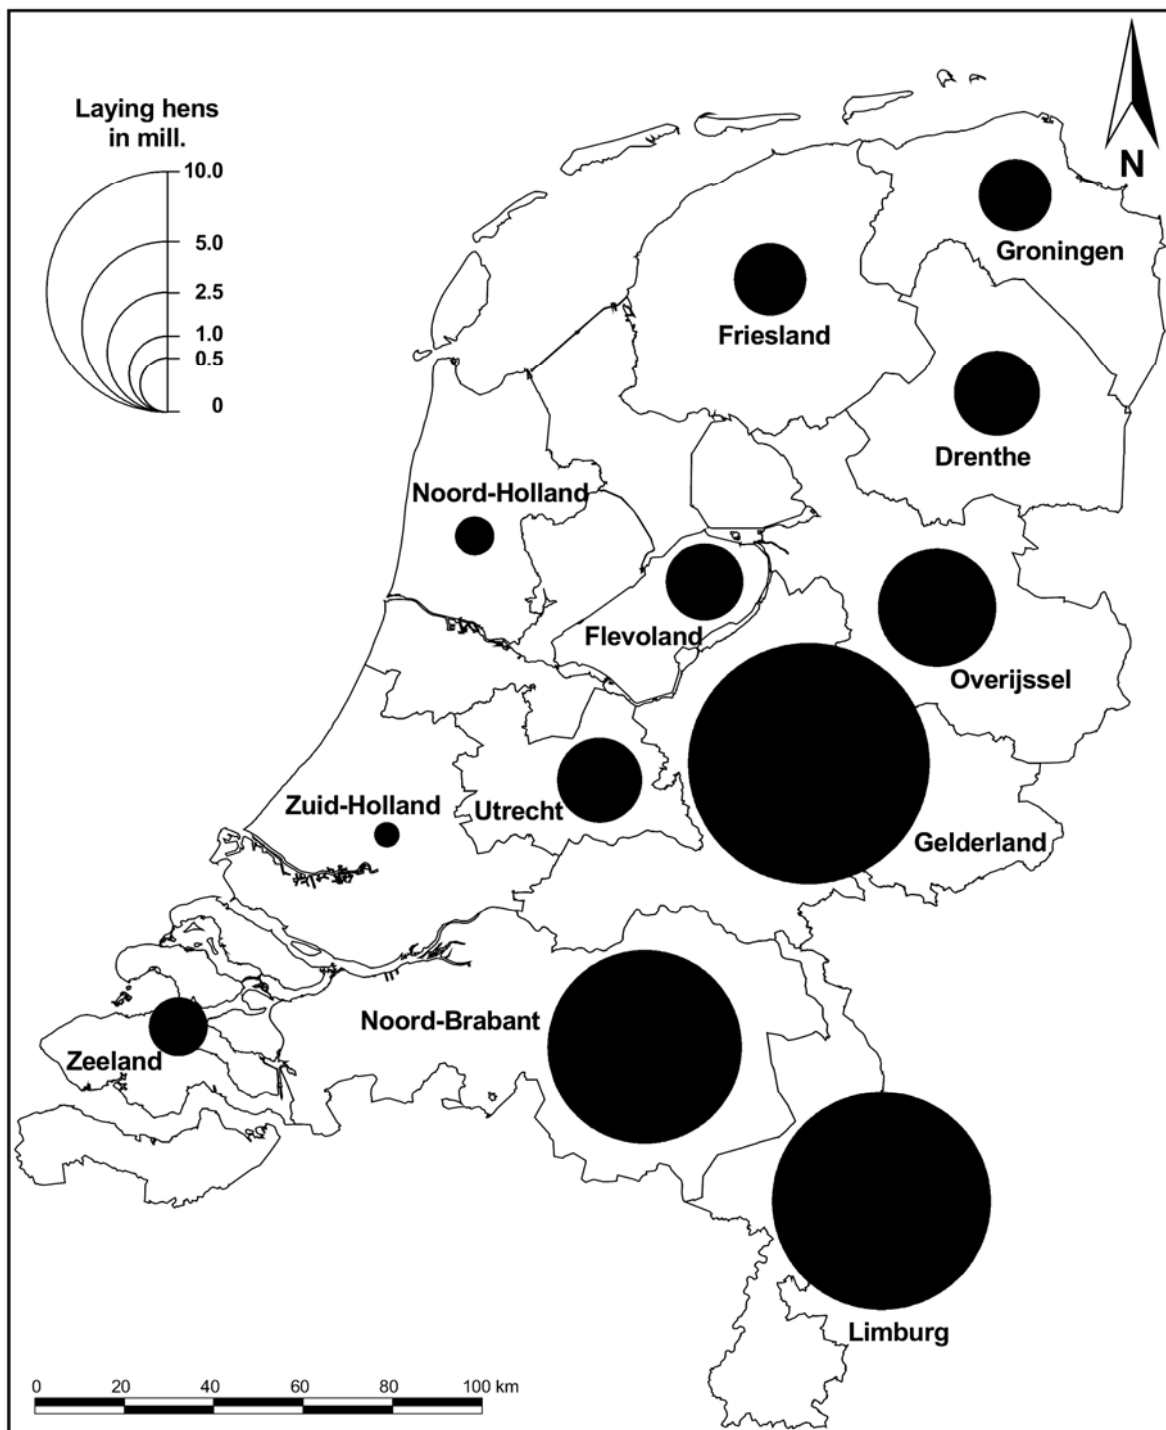 Laying hens
in mill.
10.0
5.0
2.5
1.0
0.5
0
N
Groningen
Friesland
Drenthe
Noord-Holland
Flevoland
Overijssel
Zuid-Holland
Utrecht
Gelderland
Noord-Brabant
Zeeland
Limburg
0 20 40 60 80 100 km